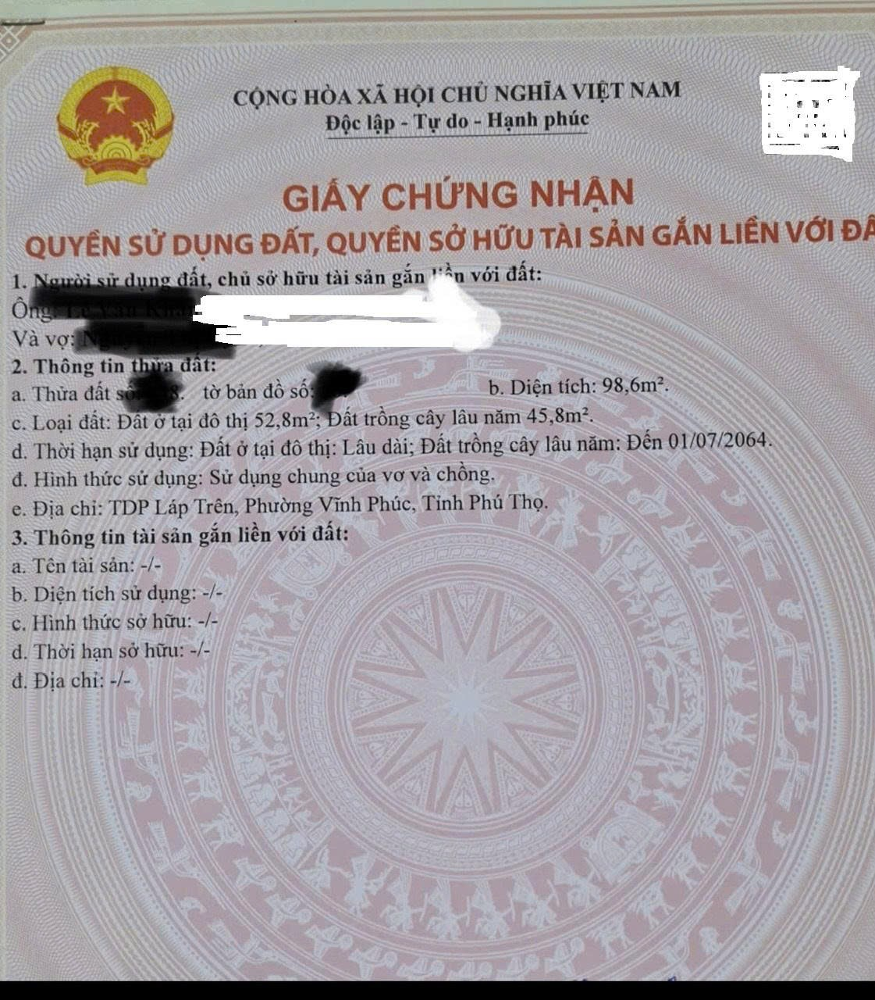 CỘNG HÒA XÃ HỘI CHỦ NGHĨA VIỆT NAM
Độc lập - Tự do - Hạnh phúc
GIẤY CHỨNG NHẬN
QUYỀN SỬ DỤNG ĐẤT, QUYỀN SỞ HỮU TÀI SẢN GẮN LIỀN VỚI ĐẤ
1. Người sử dụng đất, chủ sở hữu tài sản gắn liền với đất:
Ông:
Và vợ:
2. Thông tin thửa đất:
a. Thửa đất số: tờ bản đồ số: b. Diện tích: 98,6m².
c. Loại đất: Đất ở tại đô thị 52,8m²; Đất trồng cây lâu năm 45,8m².
d. Thời hạn sử dụng: Đất ở tại đô thị: Lâu dài; Đất trồng cây lâu năm: Đến 01/07/2064.
đ. Hình thức sử dụng: Sử dụng chung của vợ và chồng.
e. Địa chỉ: TDP Láp Trên, Phường Vĩnh Phúc, Tỉnh Phú Thọ.
3. Thông tin tài sản gắn liền với đất:
a. Tên tài sản: -/-
b. Diện tích sử dụng: -/-
c. Hình thức sở hữu: -/-
d. Thời hạn sở hữu: -/-
đ. Địa chỉ: -/-